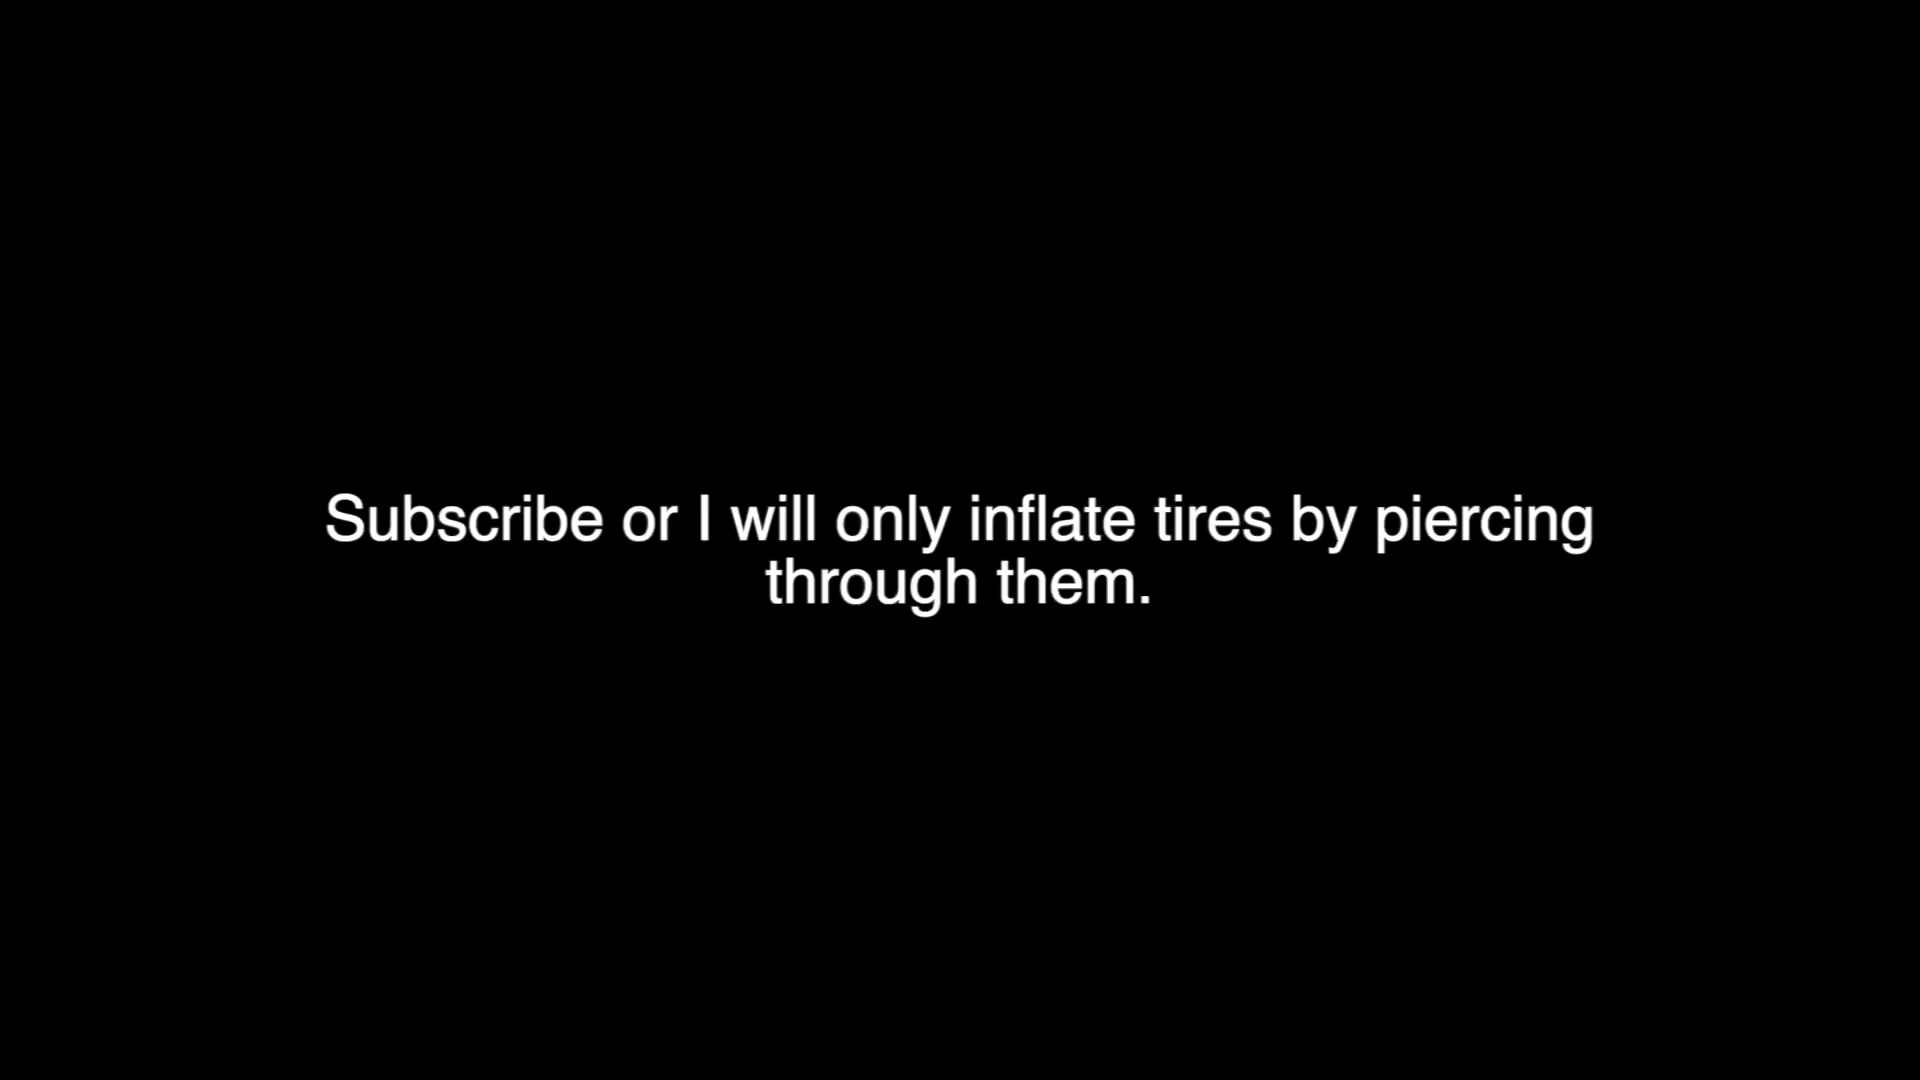 Subscribe or I will only inflate tires by piercing
through them.